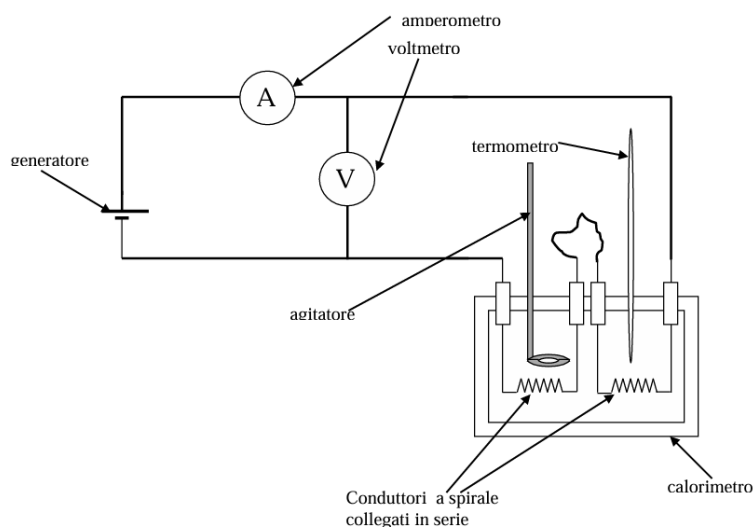 amperometro
voltmetro
A
generatore
V
termometro
agitatore
calorimetro
Conduttori a spirale
collegati in serie